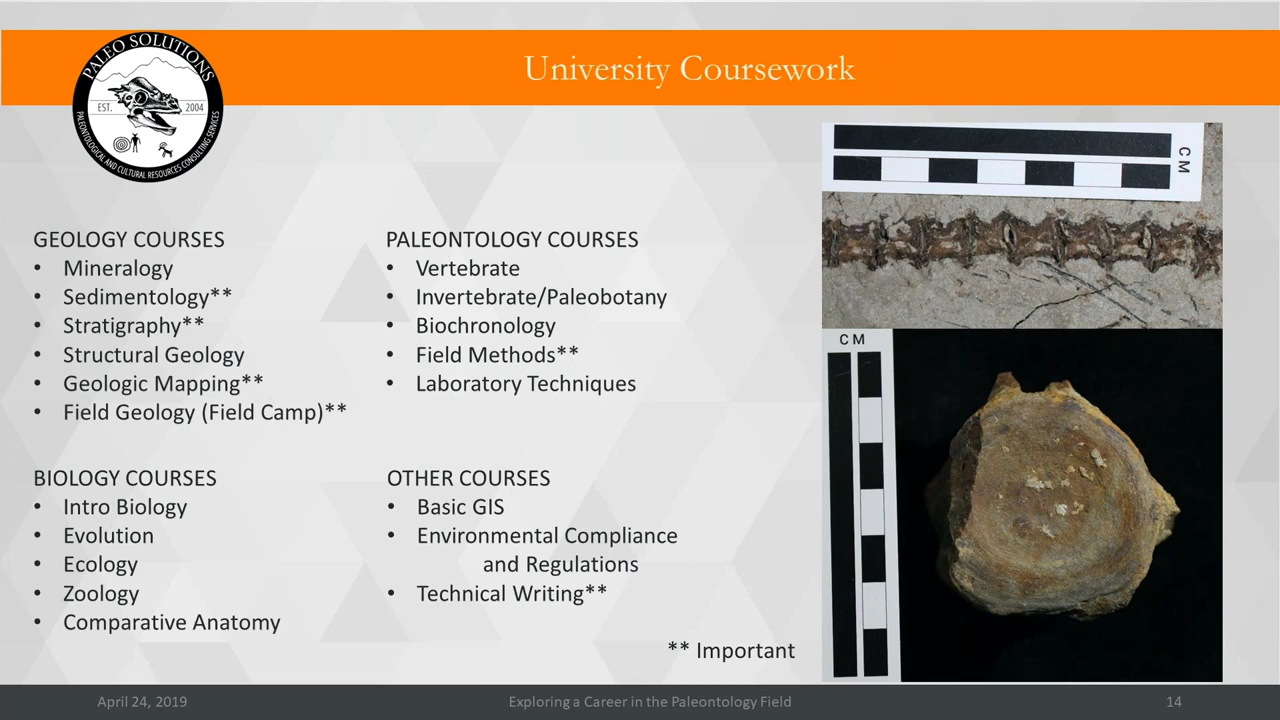 University Coursework
PALEO SOLUTIONS
EST. 2004
PALEONTOLOGICAL AND CULTURAL RESOURCES CONSULTING SERVICES
GEOLOGY COURSES
• Mineralogy
• Sedimentology**
• Stratigraphy**
• Structural Geology
• Geologic Mapping**
• Field Geology (Field Camp)**
PALEONTOLOGY COURSES
• Vertebrate
• Invertebrate/Paleobotany
• Biochronology
• Field Methods**
• Laboratory Techniques
BIOLOGY COURSES
• Intro Biology
• Evolution
• Ecology
• Zoology
• Comparative Anatomy
OTHER COURSES
• Basic GIS
• Environmental Compliance
and Regulations
• Technical Writing**
** Important
CM
CM
April 24, 2019
Exploring a Career in the Paleontology Field
14